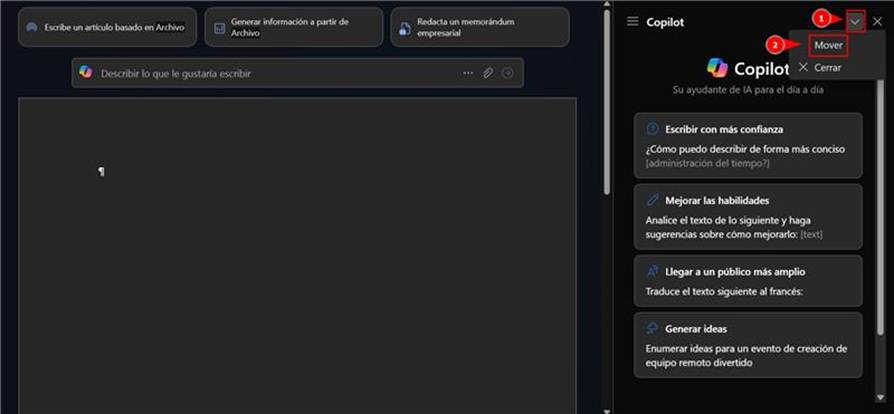 Escribe un artículo basado en Archivo
Generar información a partir de
Archivo
Redacta un memorándum
empresarial
Describir lo que le gustaría escribir
¶
Copilot
1
2
Mover
Cerrar
Copilot
Su ayudante de IA para el día a día
Escribir con más confianza
¿Cómo puedo describir de forma más conciso
[administración del tiempo?]
Mejorar las habilidades
Analice el texto de lo siguiente y haga
sugerencias sobre cómo mejorarlo: [text]
Llegar a un público más amplio
Traduce el texto siguiente al francés:
Generar ideas
Enumerar ideas para un evento de creación de
equipo remoto divertido